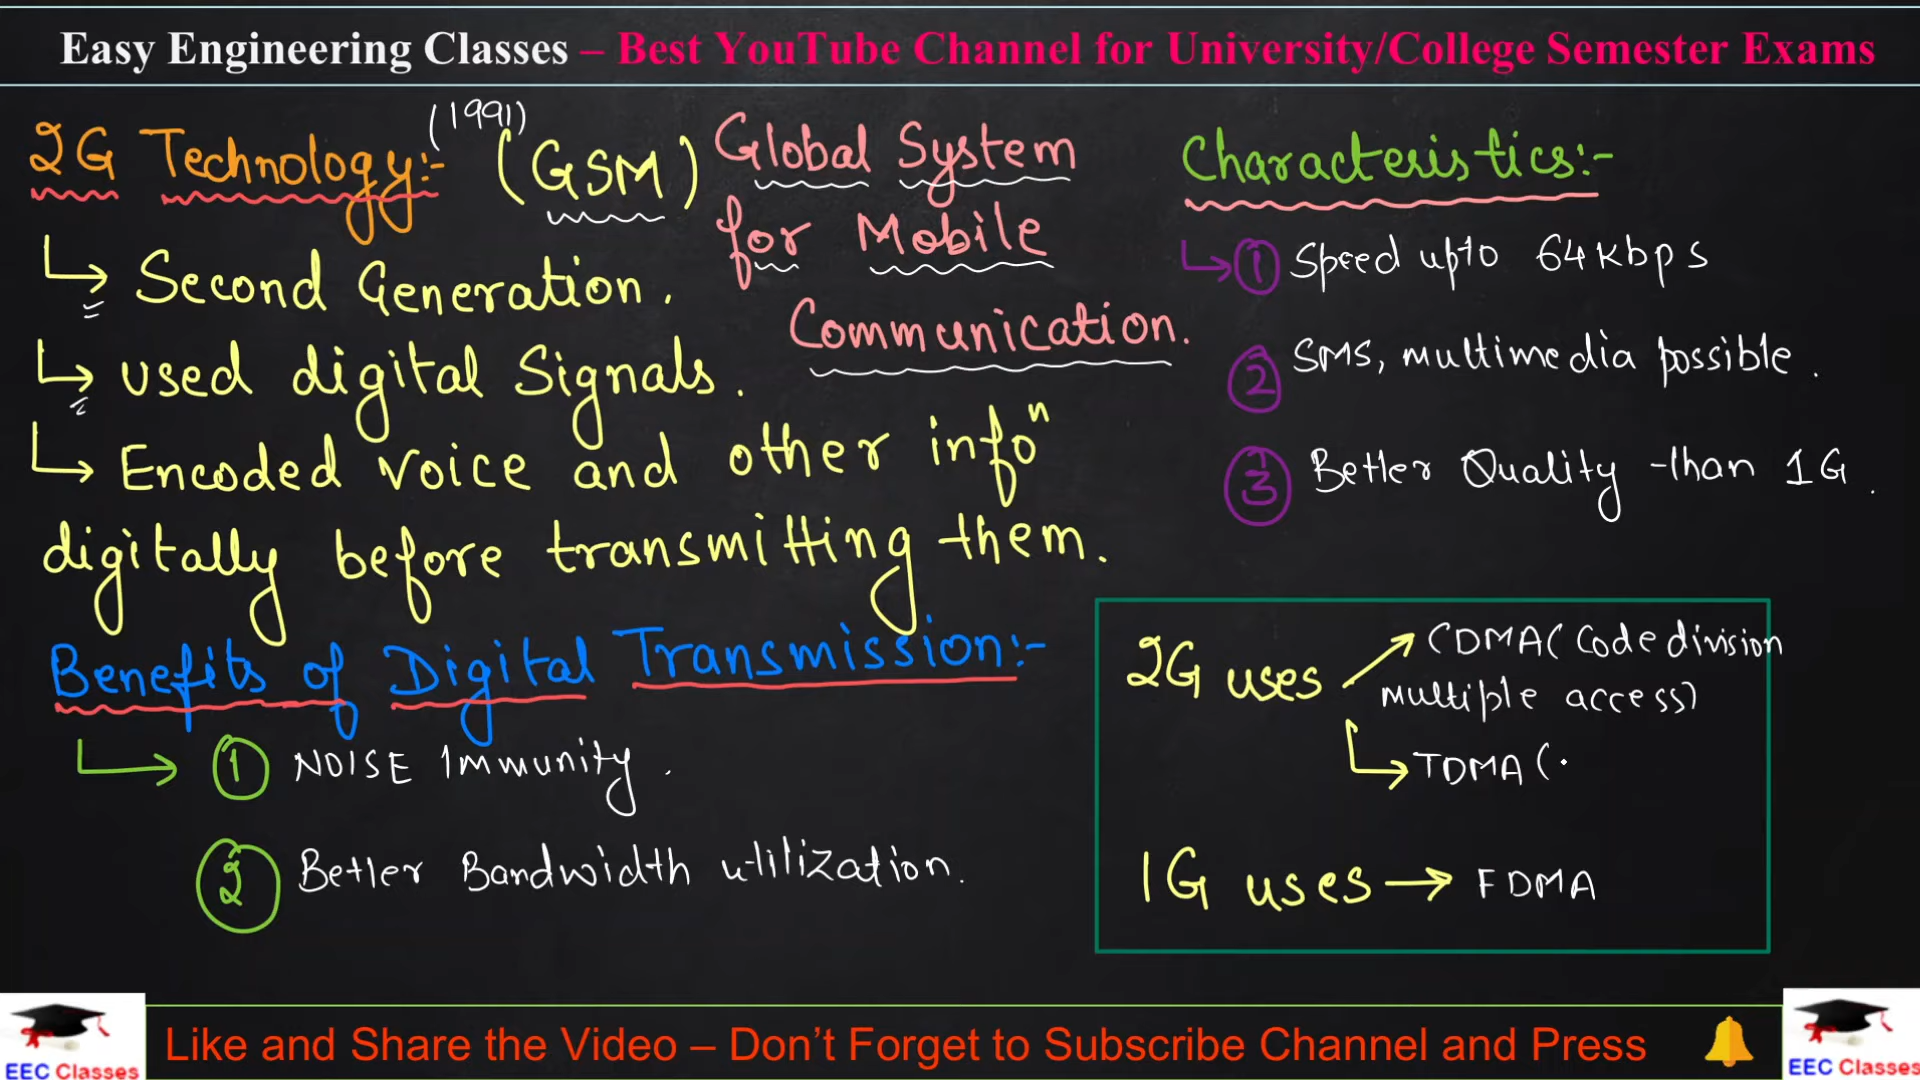 Easy Engineering Classes – Best YouTube Channel for University/College Semester Exams
2G Technology:- (1991) (GSM) Global System
for Mobile
Communication.
↳ Second Generation.
↳ used digital Signals.
↳ Encoded voice and other infoⁿ
digitally before transmitting them.
Benefits of Digital Transmission:-
↳ 1 NOISE Immunity.
2 Better Bandwidth utilization.
Characteristics:-
↳ 1 Speed upto 64kbps
2 SMS, multimedia possible.
3 Better Quality than 1G.
2G uses → CDMA (Code division
multiple access)
↳ TDMA (
1G uses → FDMA
EEC Classes
Like and Share the Video – Don't Forget to Subscribe Channel and Press
EEC Classes